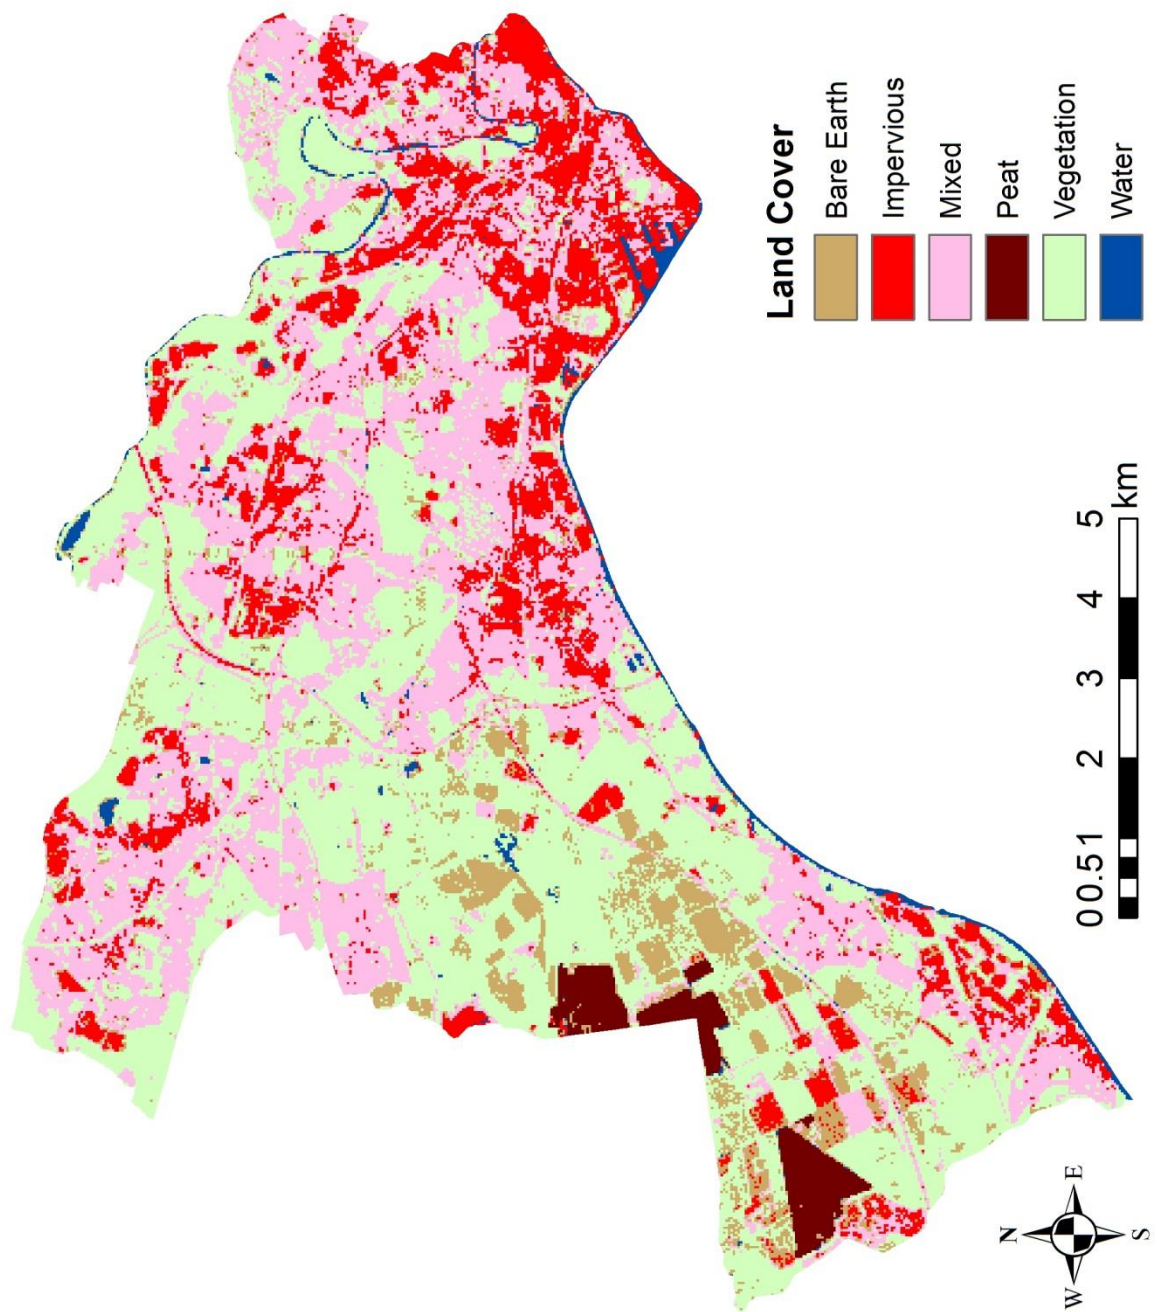 Land Cover
Bare Earth
Impervious
Mixed
Peat
Vegetation
Water
0 0.5 1 2 3 4 5
km
N
W E
S